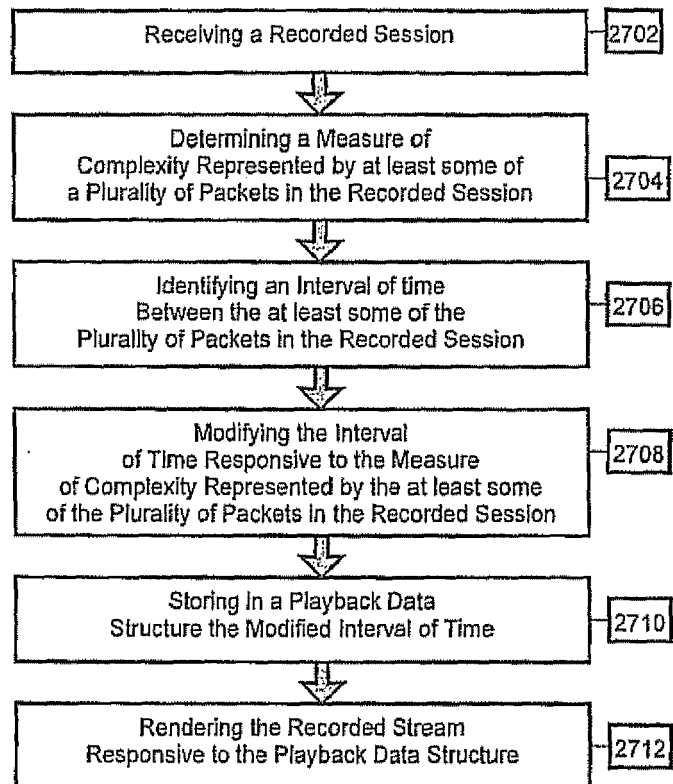 Receiving a Recorded Session
2702
Determining a Measure of
Complexity Represented by at least some of
a Plurality of Packets in the Recorded Session
2704
Identifying an Interval of time
Between the at least some of the
Plurality of Packets in the Recorded Session
2706
Modifying the Interval
of Time Responsive to the Measure
of Complexity Represented by the at least some
of the Plurality of Packets in the Recorded Session
2708
Storing in a Playback Data
Structure the Modified Interval of Time
2710
Rendering the Recorded Stream
Responsive to the Playback Data Structure
2712